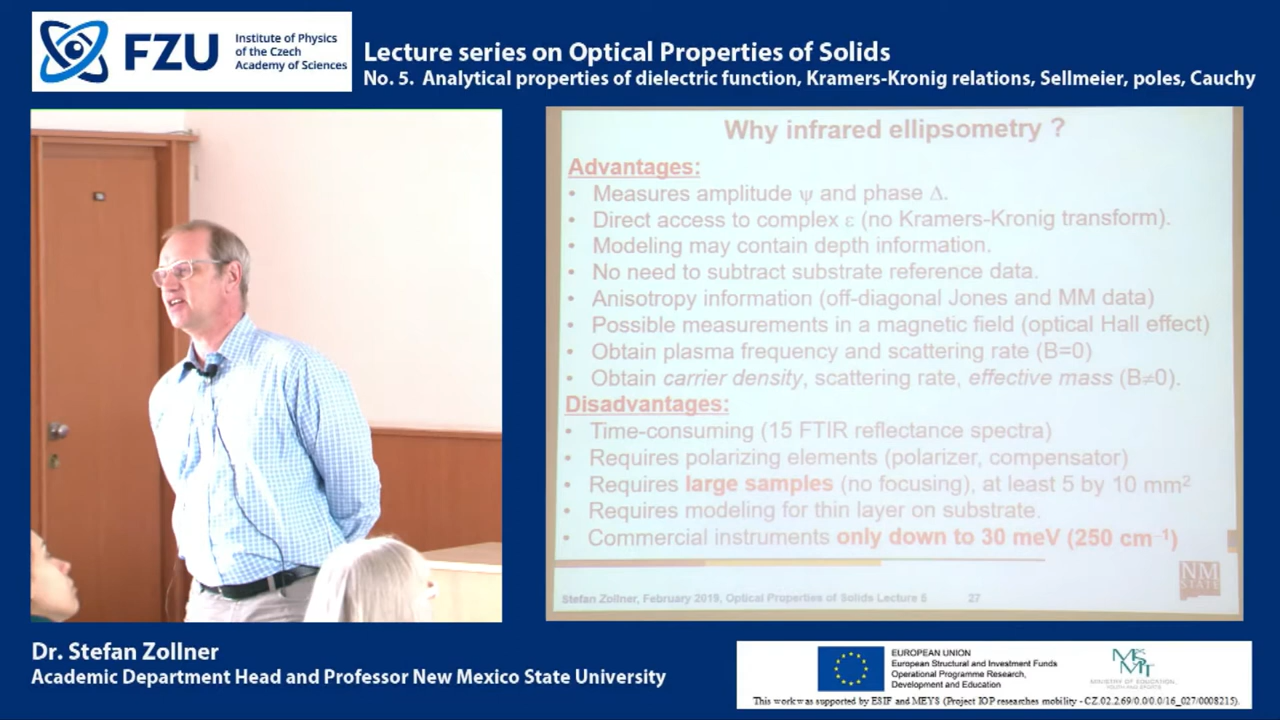 FZU
Institute of Physics
of the Czech
Academy of Sciences
Lecture series on Optical Properties of Solids
No. 5. Analytical properties of dielectric function, Kramers-Kronig relations, Sellmeier, poles, Cauchy
Why infrared ellipsometry ?
Advantages:
• Measures amplitude ψ and phase Δ.
• Direct access to complex ε (no Kramers-Kronig transform).
• Modeling may contain depth information.
• No need to subtract substrate reference data.
• Anisotropy information (off-diagonal Jones and MM data)
• Possible measurements in a magnetic field (optical Hall effect)
• Obtain plasma frequency and scattering rate (B=0)
• Obtain carrier density, scattering rate, effective mass (B≠0).
Disadvantages:
• Time-consuming (15 FTIR reflectance spectra)
• Requires polarizing elements (polarizer, compensator)
• Requires large samples (no focusing), at least 5 by 10 mm²
• Requires modeling for thin layer on substrate.
• Commercial instruments only down to 30 meV (250 cm⁻¹)
NM
STATE
Stefan Zollner, February 2019, Optical Properties of Solids Lecture 5 27
Dr. Stefan Zollner
Academic Department Head and Professor New Mexico State University
EUROPEAN UNION
European Structural and Investment Funds
Operational Programme Research,
Development and Education
MINISTRY OF EDUCATION,
YOUTH AND SPORTS
This work was supported by ESIF and MEYS (Project IOP researches mobility - CZ.02.2.69/0.0/0.0/16_027/0008215).